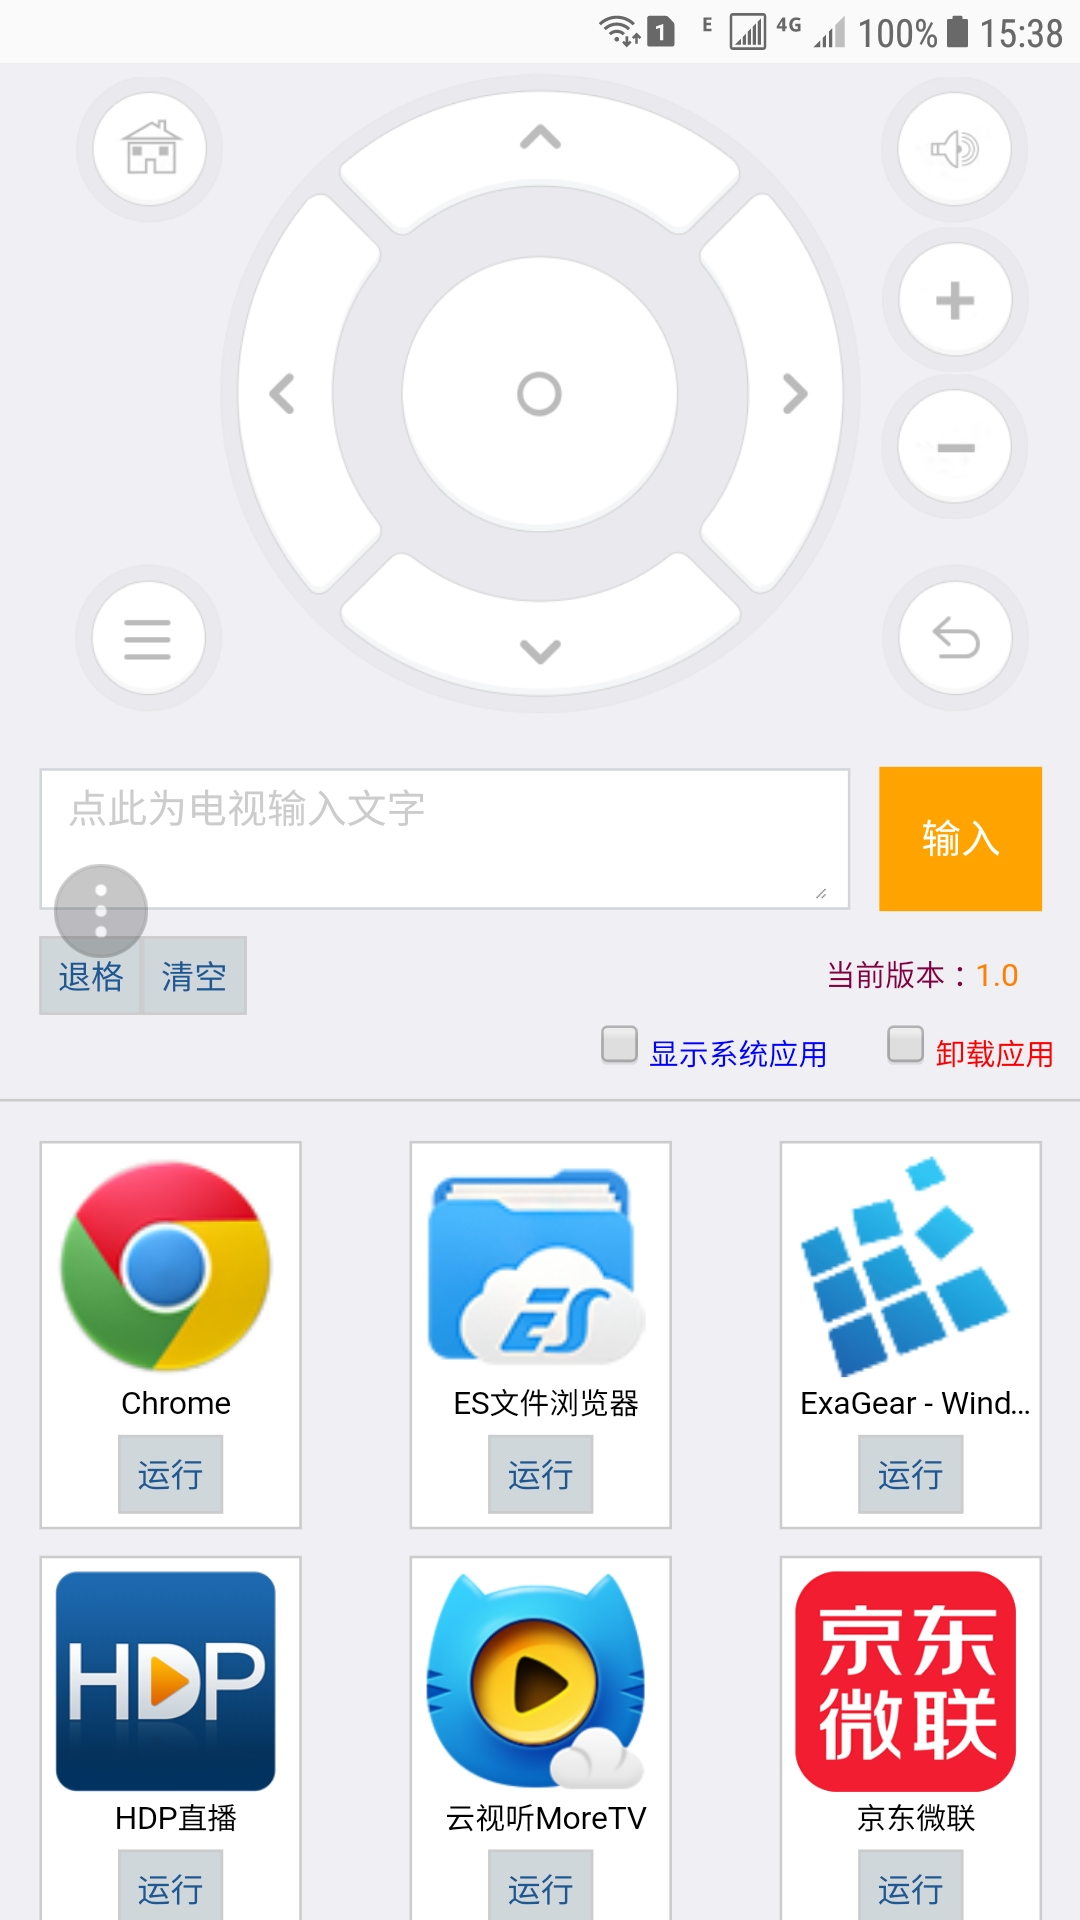 1 E 4G 100% 15:38
点此为电视输入文字
输入
退格 清空
当前版本：1.0
显示系统应用 卸载应用
ES
Chrome ES文件浏览器 ExaGear - Wind...
运行 运行 运行
HDP
京东
微联
HDP直播 云视听MoreTV 京东微联
运行 运行 运行